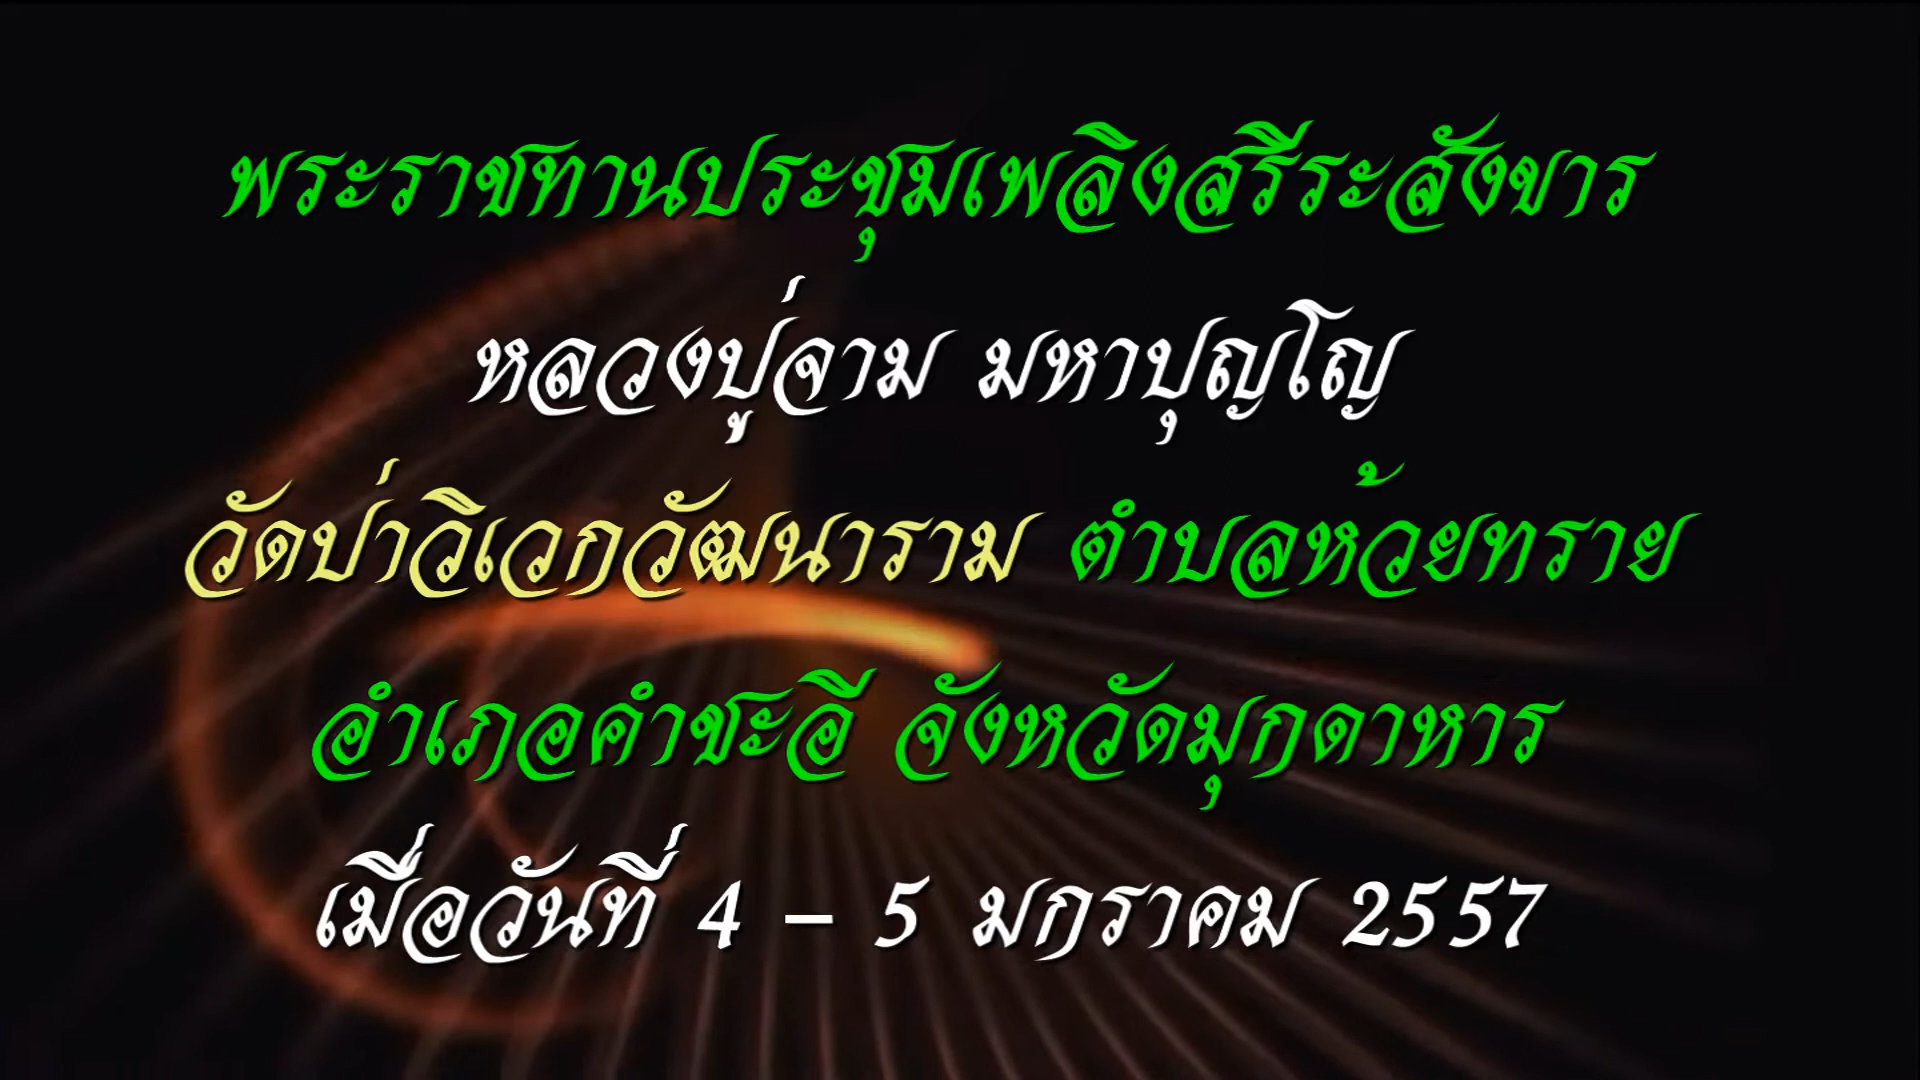 พระราชทานประชุมเพลิงสรีระสังขาร
หลวงปู่จาม มหาปุญโญ
วัดป่าวิเวกวัฒนาราม ตำบลห้วยทราย
อำเภอคำชะอี จังหวัดมุกดาหาร
เมื่อวันที่ 4 – 5 มกราคม 2557